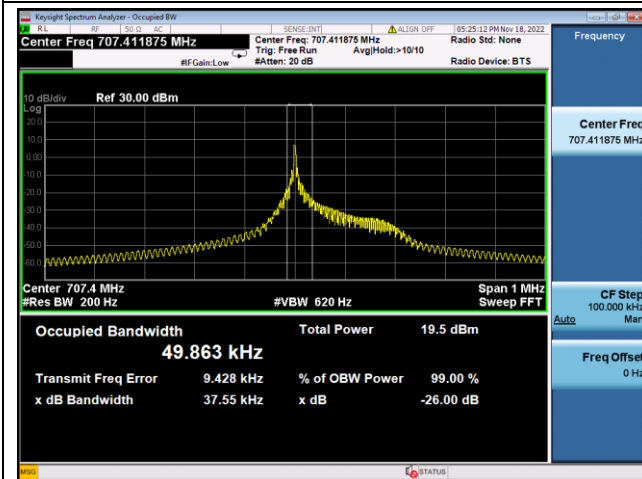 Keysight Spectrum Analyzer - Occupied BW
RL RF 50 Ω AC SENSE:INT ALIGN OFF 05:25:12 PM Nov 18, 2022
Center Freq 707.411875 MHz Center Freq: 707.411875 MHz Radio Std: None
Trig: Free Run Avg|Hold:>10/10
#IFGain:Low #Atten: 20 dB Radio Device: BTS
Frequency
10 dB/div Ref 30.00 dBm
Log
20.0
10.0
0.00
-10.0
-20.0
-30.0
-40.0
-50.0
-60.0
Center Freq
707.411875 MHz
Center 707.4 MHz Span 1 MHz
#Res BW 200 Hz #VBW 620 Hz Sweep FFT
CF Step
100.000 kHz
Auto Man
Occupied Bandwidth Total Power 19.5 dBm
49.863 kHz
Transmit Freq Error 9.428 kHz % of OBW Power 99.00 %
x dB Bandwidth 37.55 kHz x dB -26.00 dB
Freq Offset
0 Hz
MSG STATUS